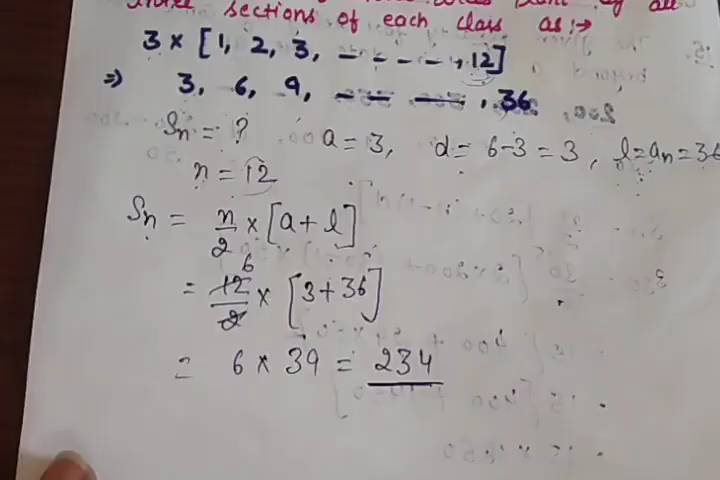 sections of each class as :→
3 × [1, 2, 3, – – – – , 12]
⇒ 3, 6, 9, – – – , 36.
Sn = ? a = 3, d = 6-3 = 3, l = an = 36
n = 12
Sn = n/2 × [a + l]
= 12/2 6 × [3 + 36]
= 6 × 39 = 234